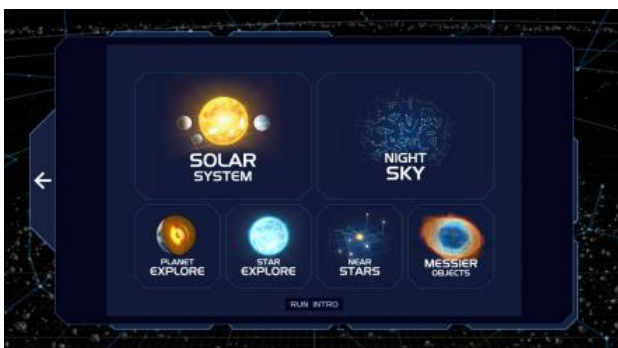 SOLAR
SYSTEM
NIGHT
SKY
PLANET
EXPLORE
STAR
EXPLORE
NEAR
STARS
MESSIER
OBJECTS
RUN INTRO